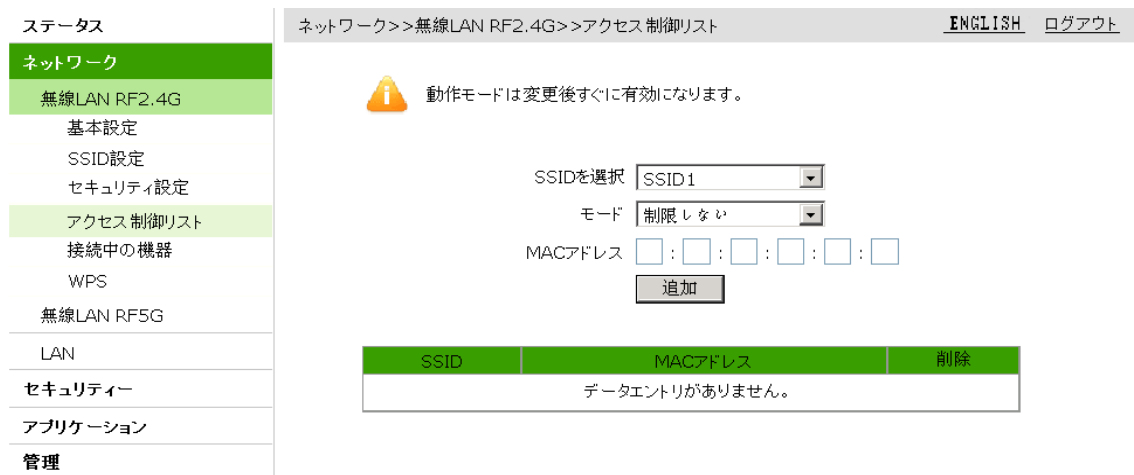 ステータス
ネットワーク
無線LAN RF2.4G
基本設定
SSID設定
セキュリティ設定
アクセス制御リスト
接続中の機器
WPS
無線LAN RF5G
LAN
セキュリティー
アプリケーション
管理
ネットワーク>>無線LAN RF2.4G>>アクセス制御リスト
ENGLISH ログアウト
動作モードは変更後すぐに有効になります。
SSIDを選択 SSID1
モード 制限しない
MACアドレス : : : : :
追加
SSID MACアドレス 削除
データエントリがありません。